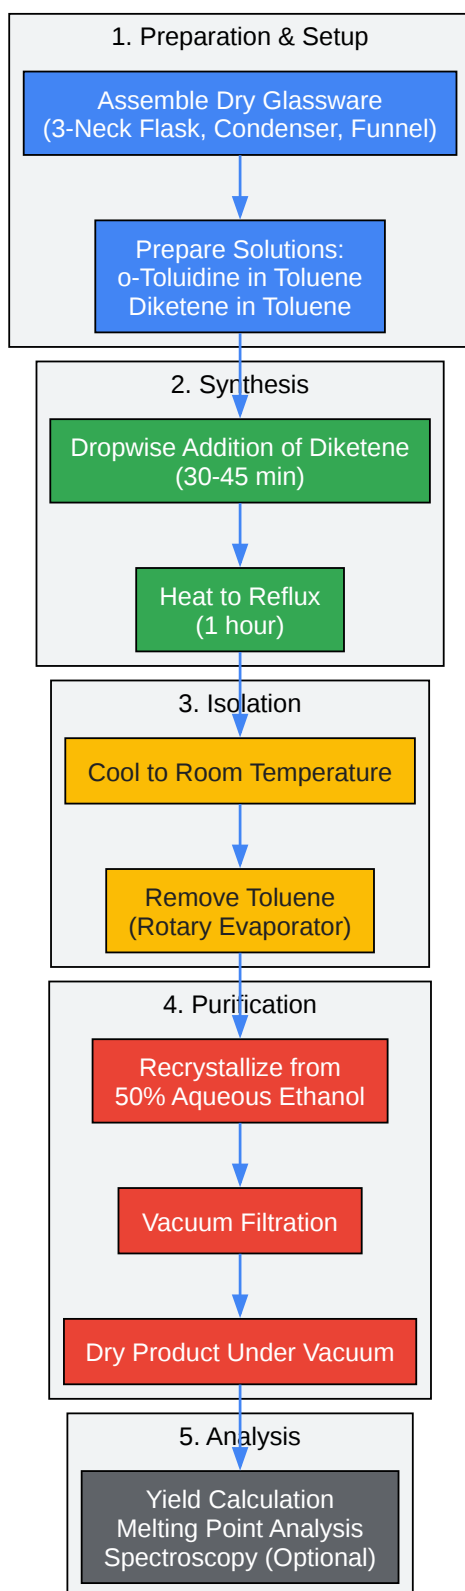 1. Preparation & Setup
Assemble Dry Glassware
(3-Neck Flask, Condenser, Funnel)
Prepare Solutions:
o-Toluidine in Toluene
Diketene in Toluene
2. Synthesis
Dropwise Addition of Diketene
(30-45 min)
Heat to Reflux
(1 hour)
3. Isolation
Cool to Room Temperature
Remove Toluene
(Rotary Evaporator)
4. Purification
Recrystallize from
50% Aqueous Ethanol
Vacuum Filtration
Dry Product Under Vacuum
5. Analysis
Yield Calculation
Melting Point Analysis
Spectroscopy (Optional)